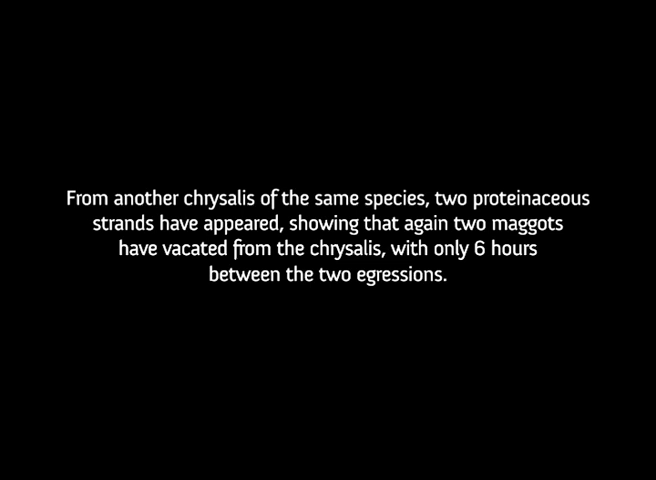 From another chrysalis of the same species, two proteinaceous
strands have appeared, showing that again two maggots
have vacated from the chrysalis, with only 6 hours
between the two egressions.